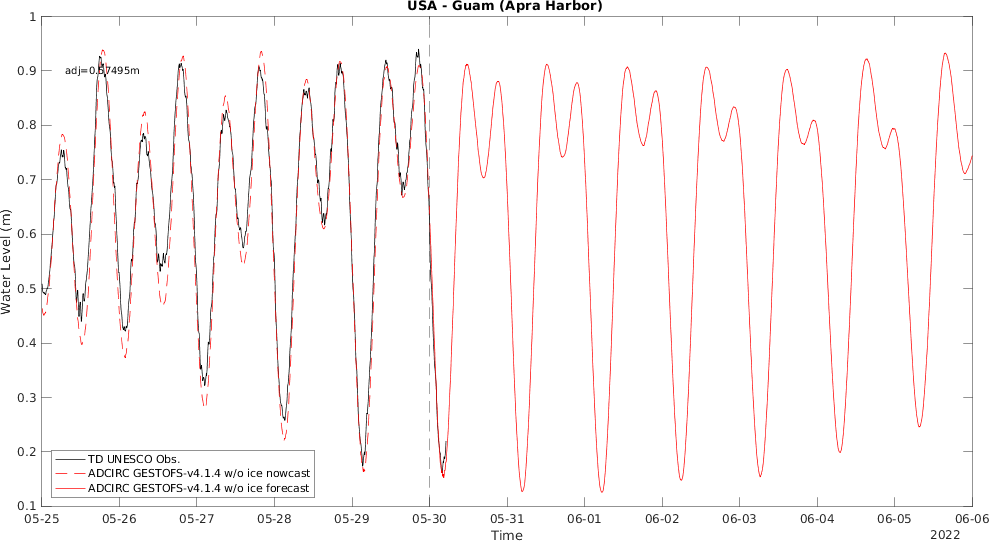 USA - Guam (Apra Harbor)
1
0.9
0.8
0.7
0.6
0.5
0.4
0.3
0.2
0.1
Water Level (m)
adj=0.57495m
TD UNESCO Obs.
ADCIRC GESTOFS-v4.1.4 w/o ice nowcast
ADCIRC GESTOFS-v4.1.4 w/o ice forecast
05-25 05-26 05-27 05-28 05-29 05-30 05-31 06-01 06-02 06-03 06-04 06-05 06-06
Time
2022